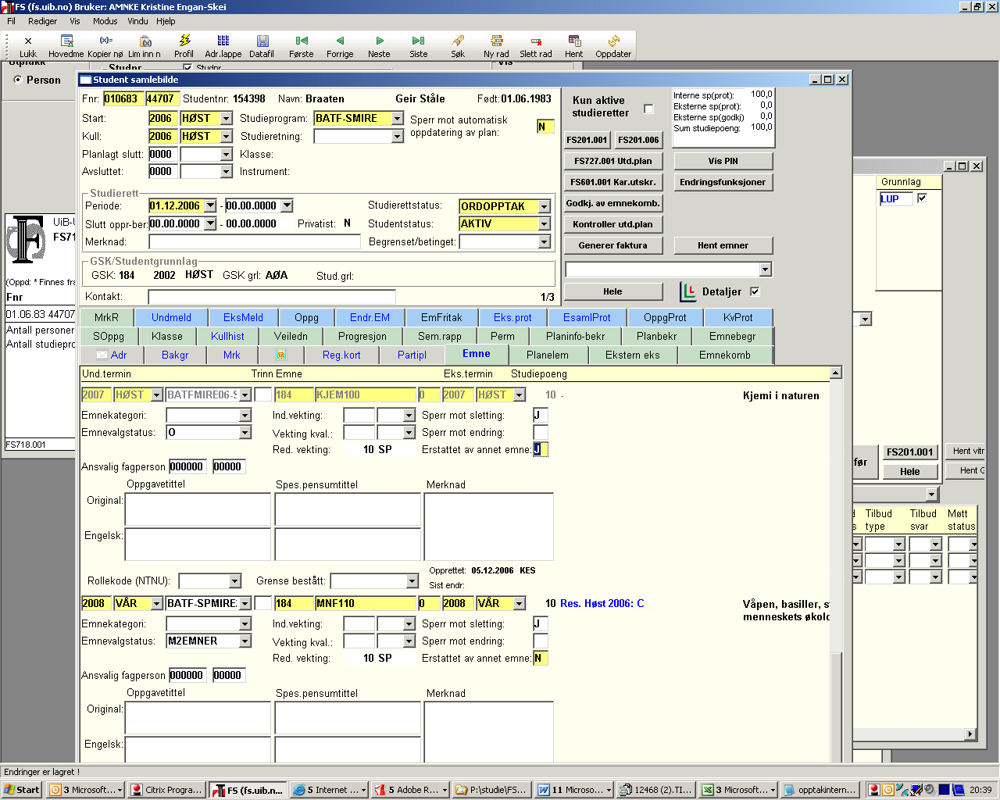 FS (fs.uib.no) Bruker: AMNKE Kristine Engan-Skei
Fil Rediger Vis Modus Vindu Hjelp
Lukk Hovedme Kopier nø Lim inn n Profil Adr.lappe Datafil Første Forrige Neste Siste Søk Ny rad Slett rad Hent Oppdater
Person
Student samlebilde
Fnr: 010683 44707 Studentnr: 154398 Navn: Braaten Geir Ståle Født: 01.06.1983
Start: 2006 HØST Studieprogram: BATF-SMIRE Sperr mot automatisk oppdatering av plan: N
Kull: 2006 HØST Studieretning:
Planlagt slutt: 0000 Klasse:
Avsluttet: 0000 Instrument:
Studierett
Periode: 01.12.2006 - 00.00.0000 Studierettstatus: ORDOPPTAK
Slutt oppr-ber: 00.00.0000 - 00.00.0000 Privatist: N Studentstatus: AKTIV
Merknad: Begrenset/betinget:
GSK/Studentgrunnlag
GSK: 184 2002 HØST GSK grl: AØA Stud.grl:
Kontakt: 1/3
Kun aktive studieretter
Interne sp(prot): 100,0
Eksterne sp(prot): 0,0
Eksterne sp(godkj) 0,0
Sum studiepoeng: 100,0
FS201.001 FS201.006
FS727.001 Utd.plan Vis PIN
FS601.001 Kar.utskr. Endringsfunksjoner
Godkj. av emnekomb.
Kontroller utd.plan
Generer faktura Hent emner
Hele Detaljer
MrkR Undmeld EksMeld Oppg Endr.EM EmFritak Eks.prot EsamlProt OppgProt KvProt
SOppg Klasse Kullhist Veiledn Progresjon Sem.rapp Perm Planinfo-bekr Planbekr Emnebegr
Adr Bakgr Mrk Reg.kort Partipl Emne Planelem Ekstern eks Emnekomb
Und.termin Trinn Emne Eks.termin Studiepoeng
2007 HØST BATFMIRE06-S 184 KJEM100 0 2007 HØST 10 - Kjemi i naturen
Emnekategori: Ind.vekting: Sperr mot sletting: J
Emnevalgstatus: O Vekting kval.: Sperr mot endring:
Red. vekting: 10 SP Erstattet av annet emne: J
Ansvalig fagperson 000000 00000
Oppgavetittel Spes.pensumtittel Merknad
Original:
Engelsk:
Opprettet: 05.12.2006 KES
Rollekode (NTNU): Grense bestått: Sist endr:
2008 VÅR BATF-SPMIRE 184 MNF110 0 2008 VÅR 10 Res. Høst 2006: C Våpen, basiller, 
menneskets økolo
Emnekategori: Ind.vekting: Sperr mot sletting: J
Emnevalgstatus: M2EMNER Vekting kval.: Sperr mot endring:
Red. vekting: 10 SP Erstattet av annet emne: N
Ansvalig fagperson 000000 00000
Oppgavetittel Spes.pensumtittel Merknad
Original:
Engelsk:
UiB-
FS71
(Oppd: * Finnes fra
Fnr
01.06.83 44707
Antall personer
Antall studiepro
FS718.001
Grunnlag
LUP
før FS201.001 Hent vitr
Hele Hent G
Tilbud type Tilbud svar Møtt status
Endringer er lagret !
Start 3 Microsoft... Citrix Progra... FS (fs.uib.n... 5 Internet ... 5 Adobe R... P:\studie\FS... 11 Microso... 12468 (2).TI... 3 Microsoft... opptakintern... 20:39